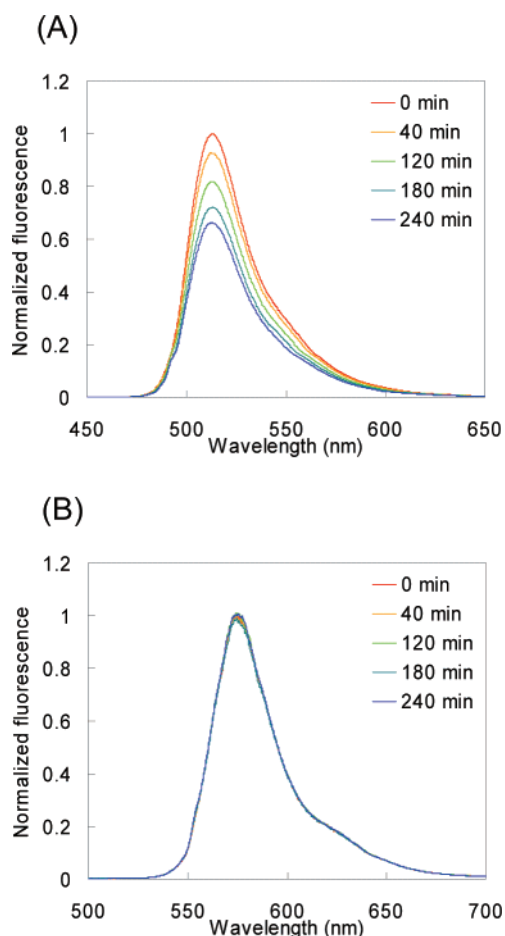 (A)
1.2
1
0.8
0.6
0.4
0.2
0
Normalized fluorescence
0 min
40 min
120 min
180 min
240 min
450 500 550 600 650
Wavelength (nm)
(B)
1.2
1
0.8
0.6
0.4
0.2
0
Normalized fluorescence
0 min
40 min
120 min
180 min
240 min
500 550 600 650 700
Wavelength (nm)